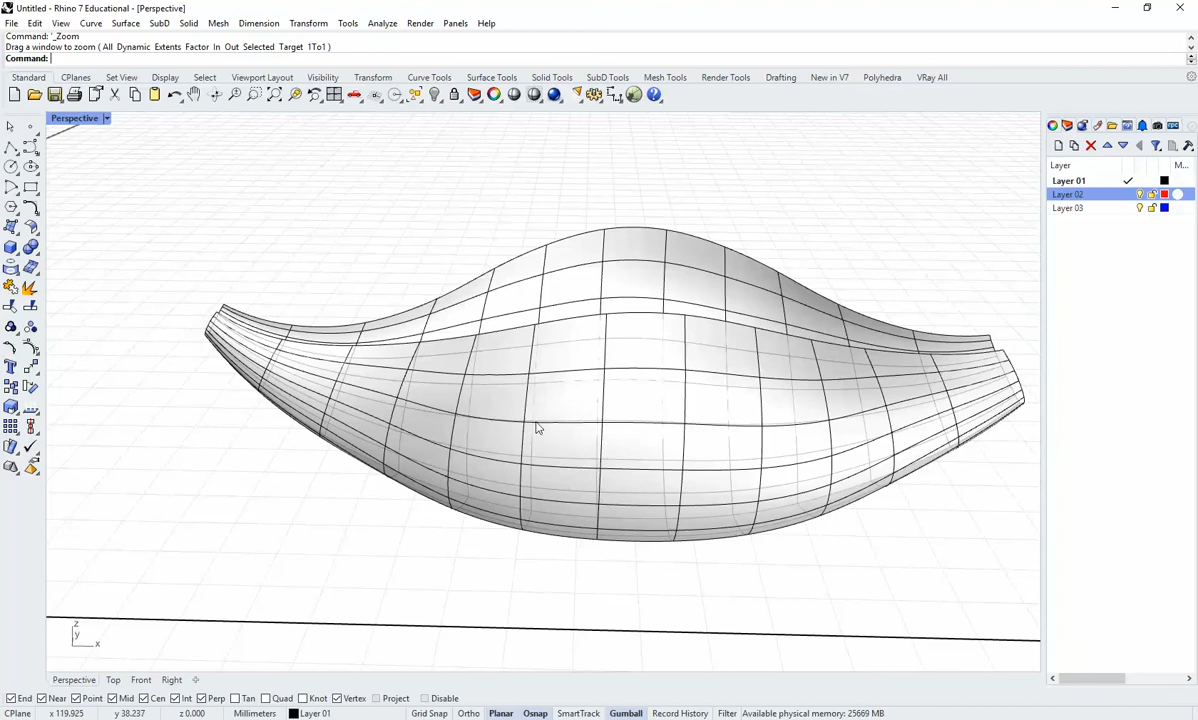 Untitled - Rhino 7 Educational - [Perspective]
File Edit View Curve Surface SubD Solid Mesh Dimension Transform Tools Analyze Render Panels Help
Command: '_Zoom
Drag a window to zoom ( All Dynamic Extents Factor In Out Selected Target 1To1 )
Command:
Standard CPlanes Set View Display Select Viewport Layout Visibility Transform Curve Tools Surface Tools Solid Tools SubD Tools Mesh Tools Render Tools Drafting New in V7 Polyhedra VRay All
Perspective
Layer M...
Layer 01
Layer 02
Layer 03
z
y
x
Perspective Top Front Right
End Near Point Mid Cen Int Perp Tan Quad Knot Vertex Project Disable
CPlane x 119.925 y 38.237 z 0.000 Millimeters Layer 01 Grid Snap Ortho Planar Osnap SmartTrack Gumball Record History Filter Available physical memory: 25669 MB